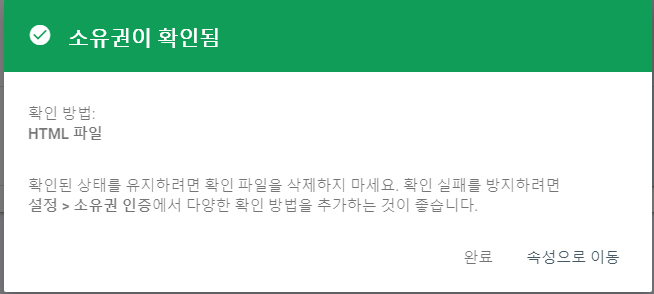 소유권이 확인됨
확인 방법:
HTML 파일
확인된 상태를 유지하려면 확인 파일을 삭제하지 마세요. 확인 실패를 방지하려면
설정 > 소유권 인증에서 다양한 확인 방법을 추가하는 것이 좋습니다.
완료 속성으로 이동